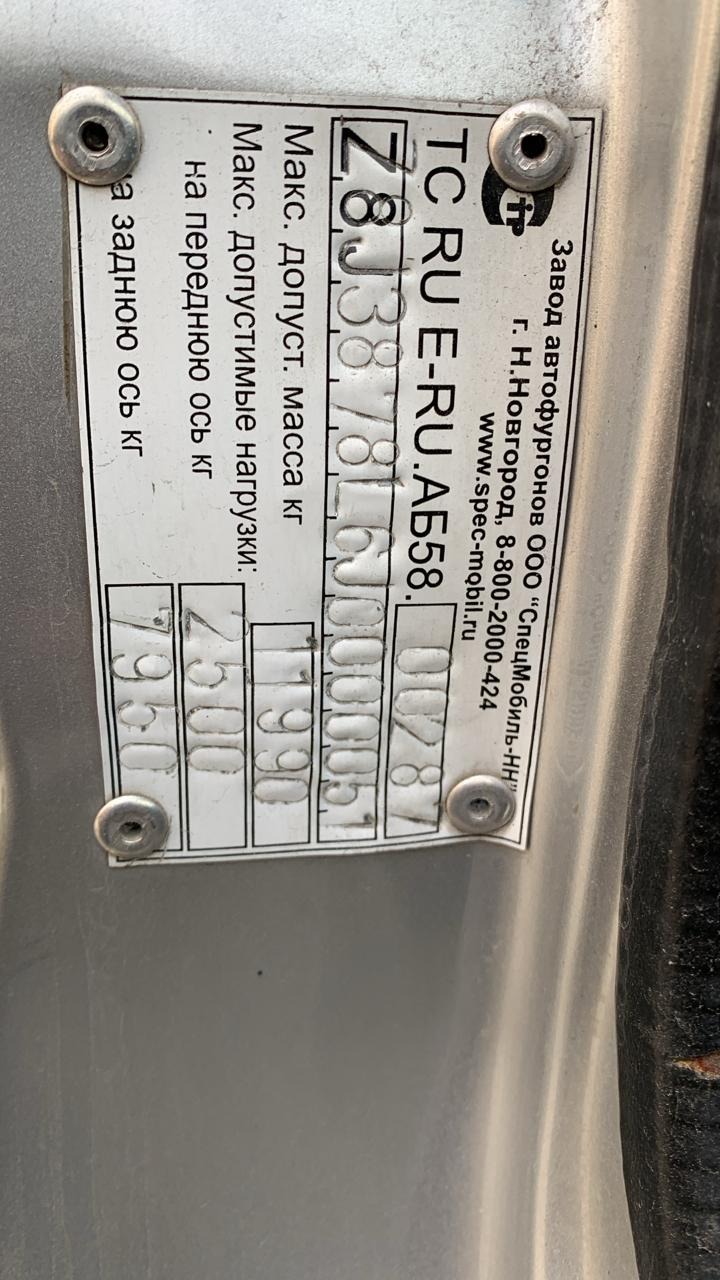 Завод автофургонов ООО "СпецМобиль-НН"
г. Н.Новгород, 8-800-2000-424
www.spec-mobil.ru
ТС RU Е-RU.АБ58. 00787
Z8J3878L6J0000051
Макс. допуст. масса кг 11990
Макс. допустимые нагрузки:
на переднюю ось кг 2500
на заднюю ось кг 7950